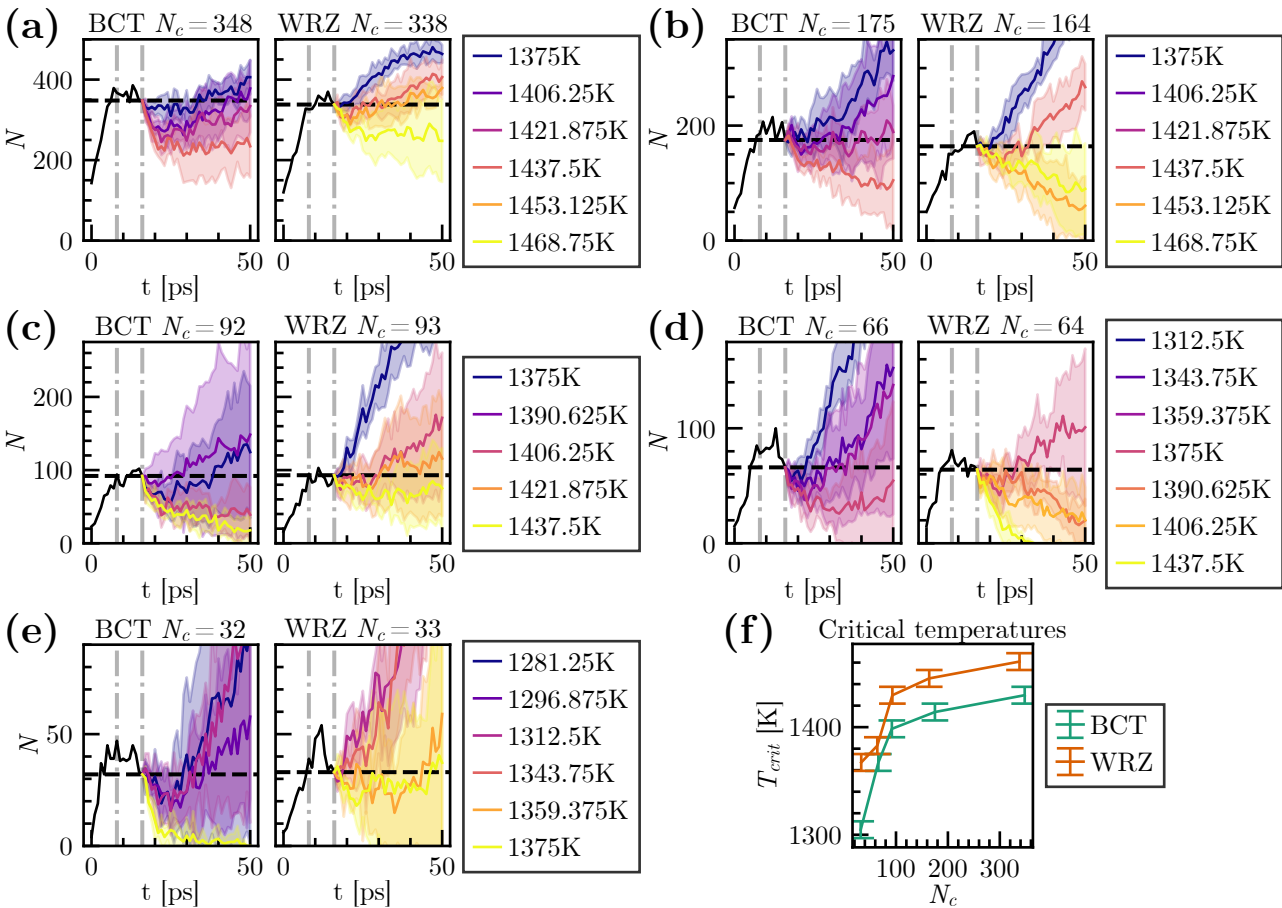 (a) BCT N_c = 348 WRZ N_c = 338
400
200
0
N
0 50 0 50
t [ps] t [ps]
1375K
1406.25K
1421.875K
1437.5K
1453.125K
1468.75K
(b) BCT N_c = 175 WRZ N_c = 164
200
0
N
0 50 0 50
t [ps] t [ps]
1375K
1406.25K
1421.875K
1437.5K
1453.125K
1468.75K
(c) BCT N_c = 92 WRZ N_c = 93
200
100
0
N
0 50 0 50
t [ps] t [ps]
1375K
1390.625K
1406.25K
1421.875K
1437.5K
(d) BCT N_c = 66 WRZ N_c = 64
100
0
N
0 50 0 50
t [ps] t [ps]
1312.5K
1343.75K
1359.375K
1375K
1390.625K
1406.25K
1437.5K
(e) BCT N_c = 32 WRZ N_c = 33
50
0
N
0 50 0 50
t [ps] t [ps]
1281.25K
1296.875K
1312.5K
1343.75K
1359.375K
1375K
(f) Critical temperatures
1400
1300
T_crit [K]
100 200 300
N_c
BCT
WRZ